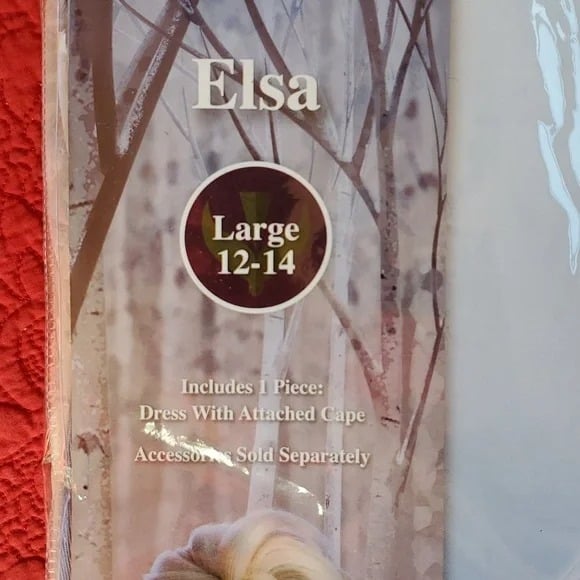 Elsa
Large
12-14
Includes 1 Piece:
Dress With Attached Cape
Accessories Sold Separately